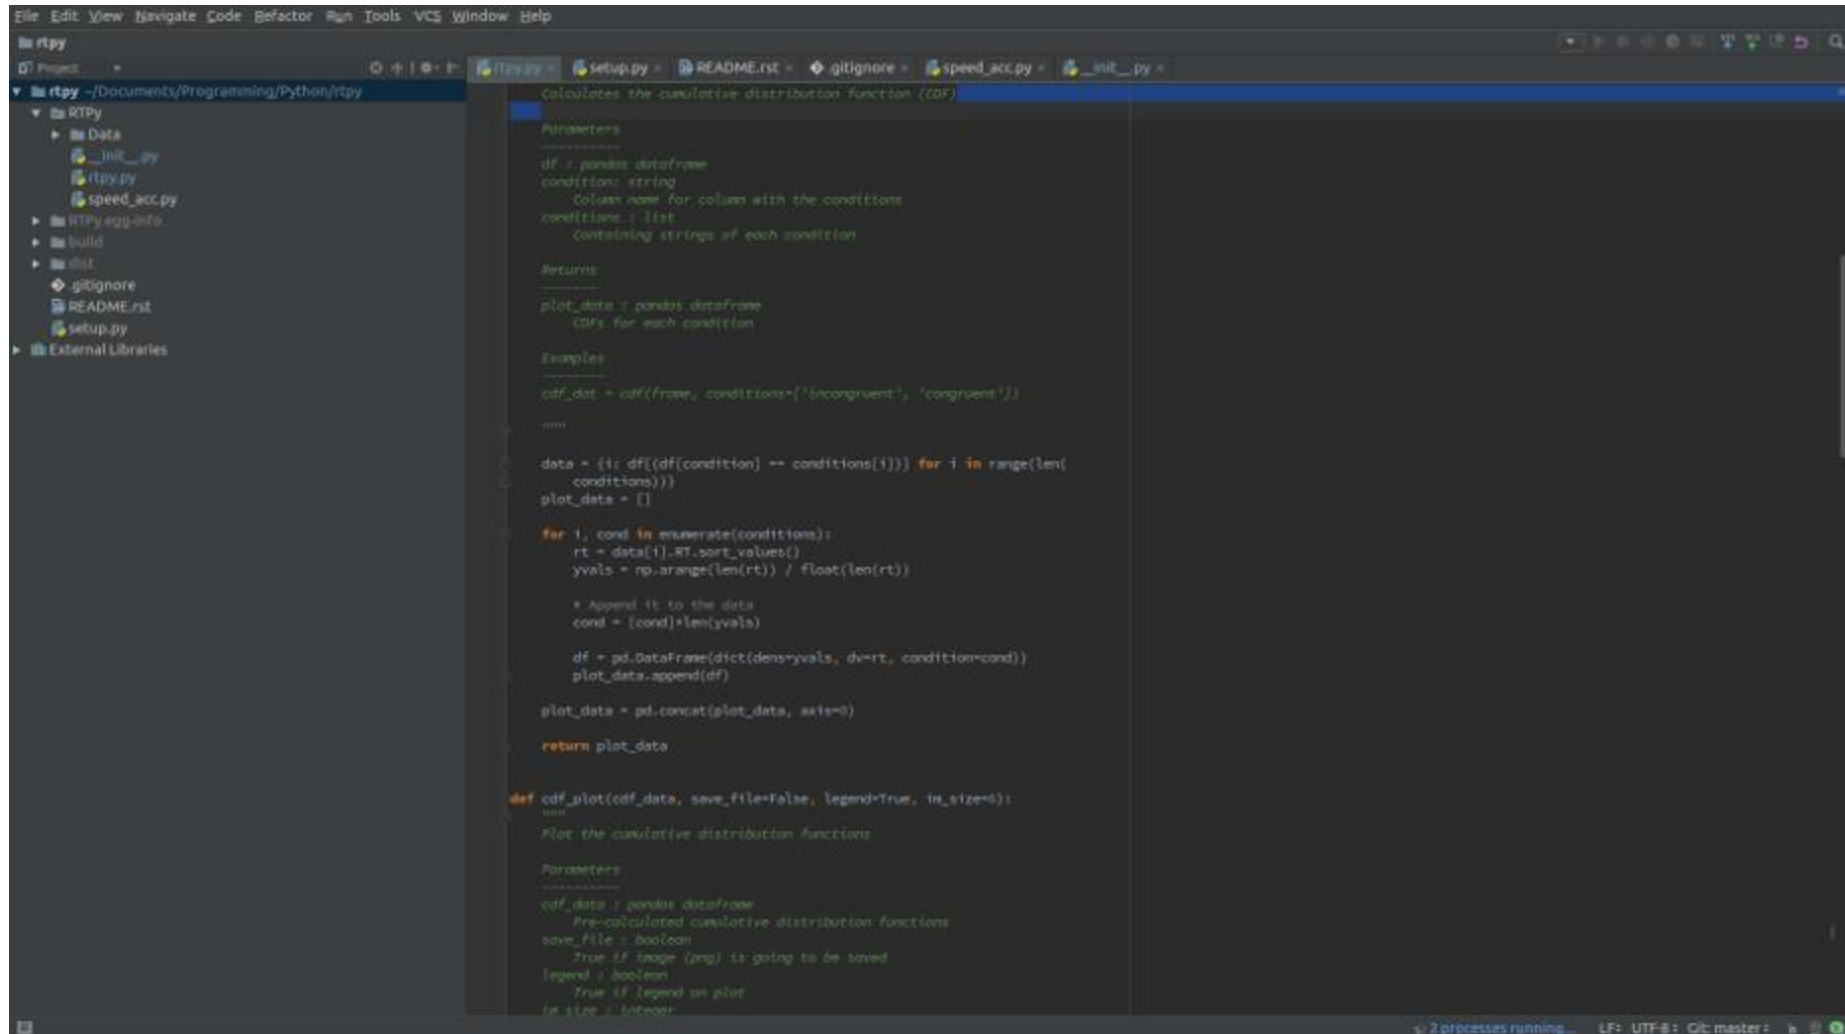 File Edit View Navigate Code Refactor Run Tools VCS Window Help
rtpy
Project
rtpy.py setup.py README.rst .gitignore speed_acc.py __init__.py
rtpy ~/Documents/Programming/Python/rtpy
RTPy
Data
__init__.py
rtpy.py
speed_acc.py
RTPy.egg-info
build
dist
.gitignore
README.rst
setup.py
External Libraries
Calculates the cumulative distribution function (CDF)
Parameters
----------
df : pandas dataframe
condition: string
Column name for column with the conditions
conditions : list
Containing strings of each condition
Returns
-------
plot_data : pandas dataframe
CDFs for each condition
Examples
--------
cdf_dat = cdf(frame, conditions=['incongruent', 'congruent'])
"""
data = {i: df[(df[condition] == conditions[i])] for i in range(len(
conditions))}
plot_data = []
for i, cond in enumerate(conditions):
rt = data[i].RT.sort_values()
yvals = np.arange(len(rt)) / float(len(rt))
# Append it to the data
cond = [cond]*len(yvals)
df = pd.DataFrame(dict(dens=yvals, dv=rt, condition=cond))
plot_data.append(df)
plot_data = pd.concat(plot_data, axis=0)
return plot_data
def cdf_plot(cdf_data, save_file=False, legend=True,
"""
Plot the cumulative distribution functions
Parameters
----------
cdf_data : pandas dataframe
Pre-calculated cumulative distribution functions
save_file : boolean
True if image (png) is going to be saved
legend : boolean
True if legend on plot
im_size : integer
2 processes running... LF: UTF-8: Git: master: